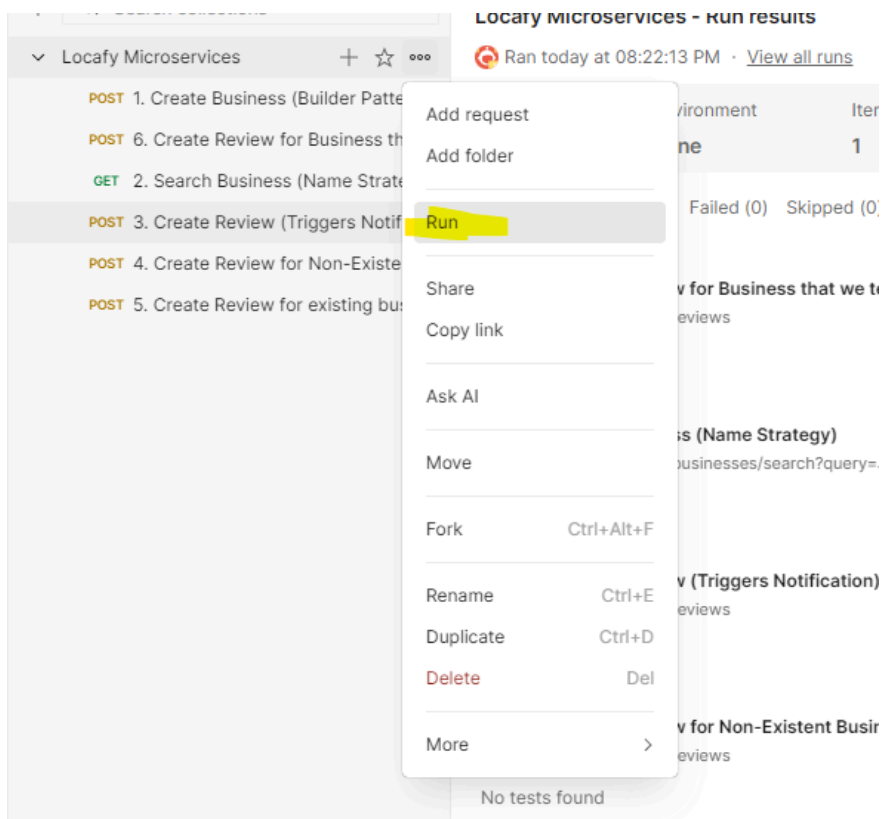 Locafy Microservices - Run results
Locafy Microservices
Ran today at 08:22:13 PM · View all runs
POST 1. Create Business (Builder Patte
POST 6. Create Review for Business th
GET 2. Search Business (Name Strate
POST 3. Create Review (Triggers Notif
POST 4. Create Review for Non-Existe
POST 5. Create Review for existing bu
Add request
Add folder
Run
Share
Copy link
Ask AI
Move
Fork Ctrl+Alt+F
Rename Ctrl+E
Duplicate Ctrl+D
Delete Del
More
vironment
ne
Iter
1
Failed (0) Skipped (0)
v for Business that we te
eviews
ss (Name Strategy)
businesses/search?query=
v (Triggers Notification)
eviews
v for Non-Existent Busin
eviews
No tests found